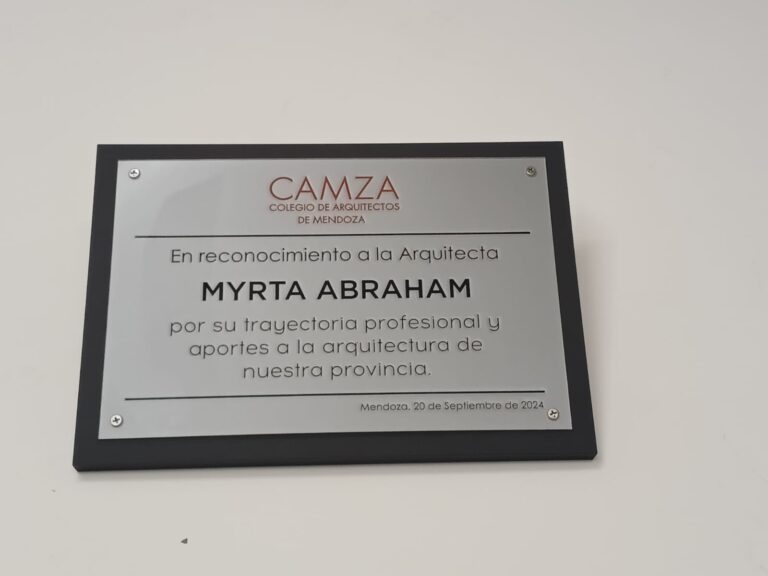 CAMZA
COLEGIO DE ARQUITECTOS
DE MENDOZA
En reconocimiento a la Arquitecta
MYRTA ABRAHAM
por su trayectoria profesional y
aportes a la arquitectura de
nuestra provincia.
Mendoza. 20 de Septiembre de 2024